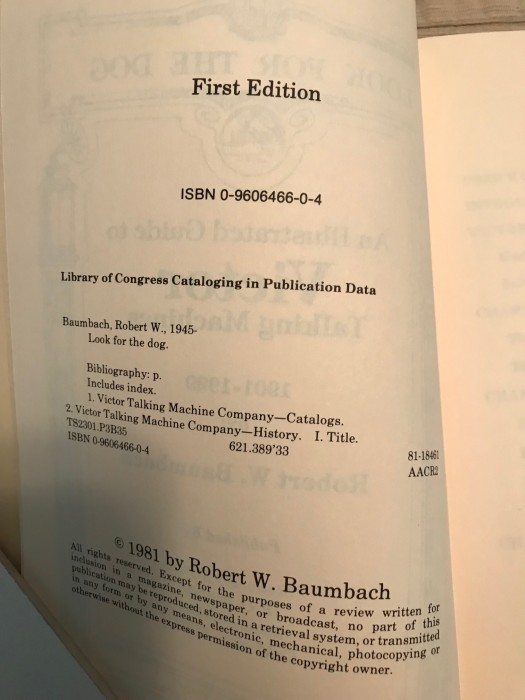 First Edition
ISBN 0-9606466-0-4
Library of Congress Cataloging in Publication Data
Baumbach, Robert W., 1945-
Look for the dog.
Bibliography: p.
Includes index.
1. Victor Talking Machine Company—Catalogs.
2. Victor Talking Machine Company—History. I. Title.
TS2301.P3B35 621.389'33 81-18461
ISBN 0-9606466-0-4 AACR2
© 1981 by Robert W. Baumbach
All rights reserved. Except for the purposes of a review written for
inclusion in a magazine, newspaper, or broadcast, no part of this
publication may be reproduced, stored in a retrieval system, or transmitted
in any form or by any means, electronic, mechanical, photocopying or
otherwise without the express permission of the copyright owner.